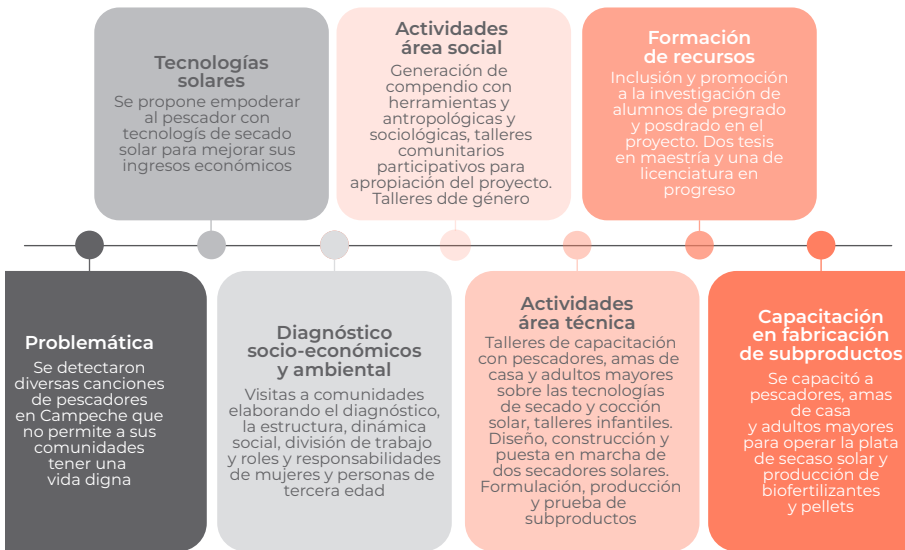 Problemática
Se detectaron
diversas canciones
de pescadores
en Campeche que
no permite a sus
comunidades
tener una
vida digna
Tecnologías
solares
Se propone empoderar
al pescador con
tecnologís de secado
solar para mejorar sus
ingresos económicos
Diagnóstico
socio-económicos
y ambiental
Visitas a comunidades
elaborando el diagnóstico,
la estructura, dinámica
social, división de trabajo
y roles y responsabilidades
de mujeres y personas de
tercera edad
Actividades
área social
Generación de
compendio con
herramientas y
antropológicas y
sociológicas, talleres
comunitarios
participativos para
apropiación del proyecto.
Talleres dde género
Actividades
área técnica
Talleres de capacitación
con pescadores, amas de
casa y adultos mayores
sobre las tecnologías
de secado y cocción
solar, talleres infantiles.
Diseño, construcción y
puesta en marcha de
dos secadores solares.
Formulación, producción
y prueba de
subproductos
Formación
de recursos
Inclusión y promoción
a la investigación de
alumnos de pregrado
y posdrado en el
proyecto. Dos tesis
en maestría y una de
licenciatura en
progreso
Capacitación
en fabricación
de subproductos
Se capacitó a
pescadores, amas
de casa
y adultos mayores
para operar la plata
de secaso solar y
producción de
biofertilizantes
y pellets